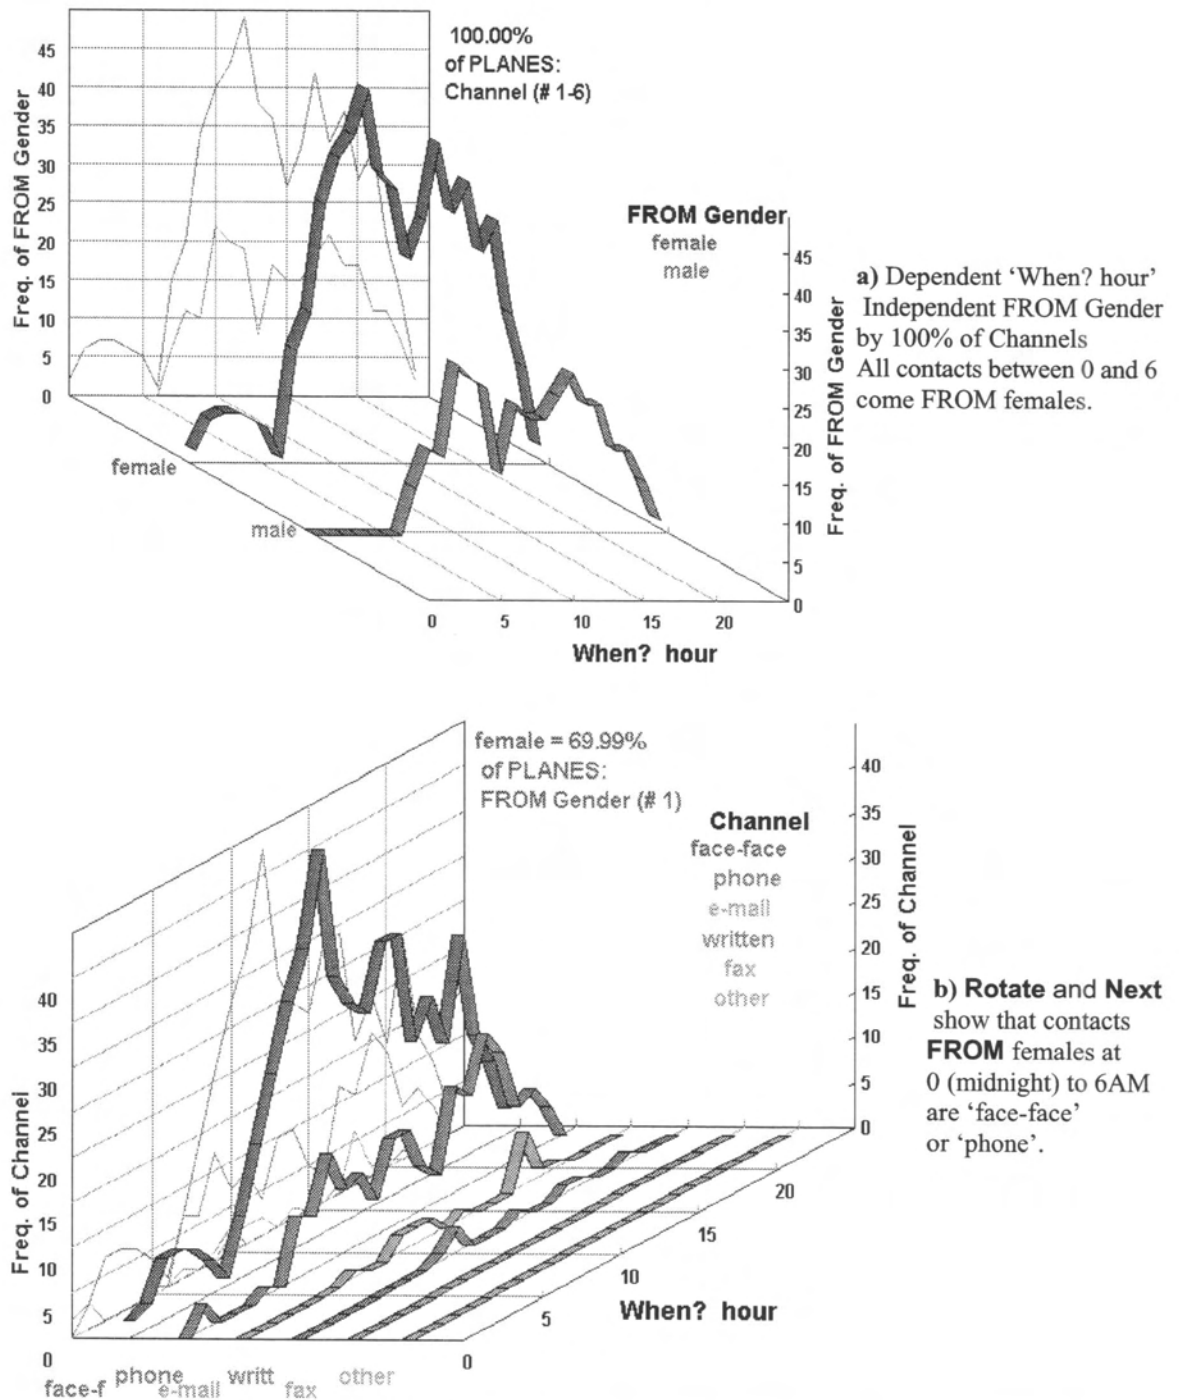 100.00%
of PLANES:
Channel (# 1-6)
45
40
35
30
25
20
15
10
5
0
Freq. of FROM Gender
female
male
FROM Gender
female
male
45
40
35
30
25
20
15
10
5
0
Freq. of FROM Gender
0 5 10 15 20
When? hour
a) Dependent ‘When? hour’
Independent FROM Gender
by 100% of Channels
All contacts between 0 and 6
come FROM females.
female = 69.99%
of PLANES:
FROM Gender (# 1)
Channel
face-face
phone
e-mail
written
fax
other
40
35
30
25
20
15
10
5
0
Freq. of Channel
40
35
30
25
20
15
10
5
0
Freq. of Channel
20
15
10
5
0
When? hour
face-f phone e-mail writt fax other
b) Rotate and Next
show that contacts
FROM females at
0 (midnight) to 6AM
are ‘face-face’
or ‘phone’.